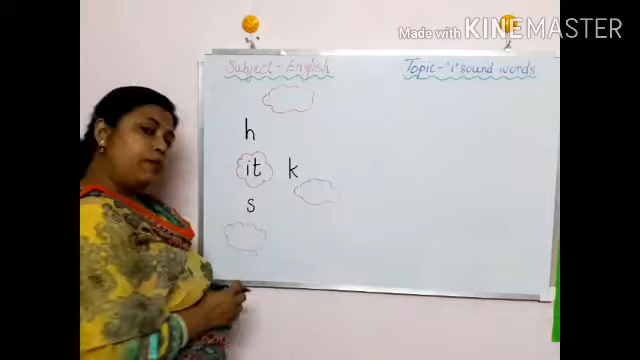 Made with KINEMASTER
Subject - English
Topic - 'i' sound words
h
it k
s